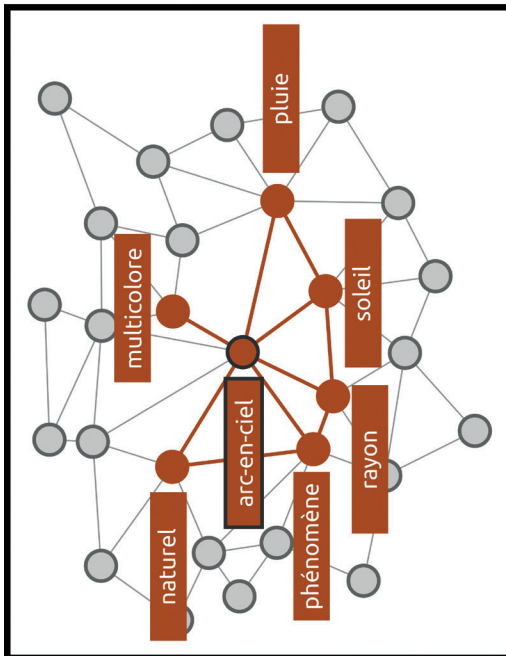 pluie
multicolore
soleil
arc-en-ciel
rayon
naturel
phénomène